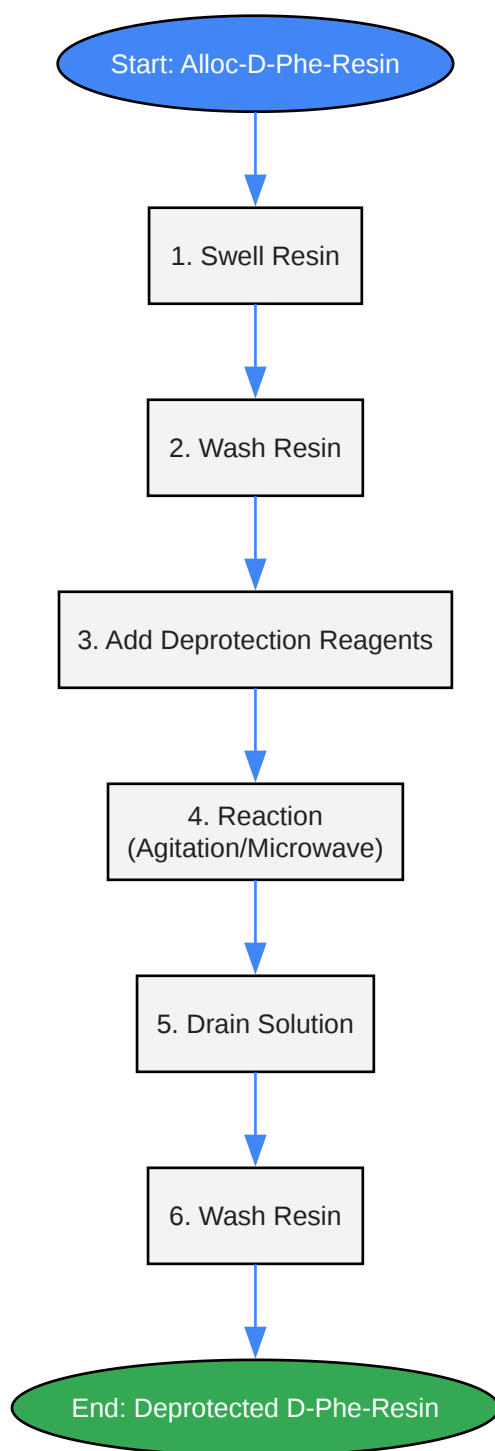 Start: Alloc-D-Phe-Resin
1. Swell Resin
2. Wash Resin
3. Add Deprotection Reagents
4. Reaction
(Agitation/Microwave)
5. Drain Solution
6. Wash Resin
End: Deprotected D-Phe-Resin